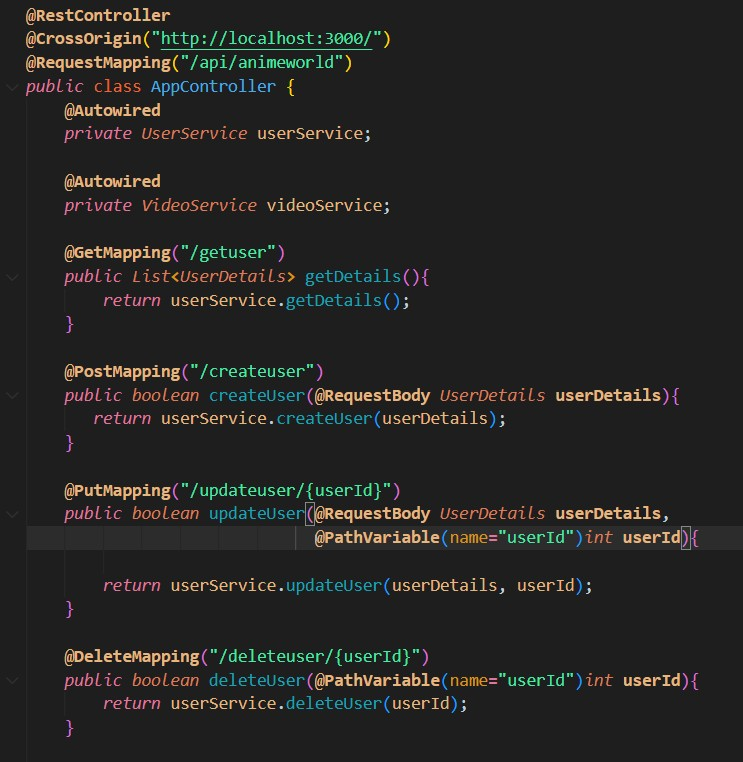 @RestController
@CrossOrigin("http://localhost:3000/")
@RequestMapping("/api/animeworld")
public class AppController {
    @Autowired
    private UserService userService;

    @Autowired
    private VideoService videoService;

    @GetMapping("/getuser")
    public List<UserDetails> getDetails(){
        return userService.getDetails();
    }

    @PostMapping("/createuser")
    public boolean createUser(@RequestBody UserDetails userDetails){
       return userService.createUser(userDetails);
    }

    @PutMapping("/updateuser/{userId}")
    public boolean updateUser(@RequestBody UserDetails userDetails,
                              @PathVariable(name="userId")int userId){

        return userService.updateUser(userDetails, userId);
    }

    @DeleteMapping("/deleteuser/{userId}")
    public boolean deleteUser(@PathVariable(name="userId")int userId){
        return userService.deleteUser(userId);
    }